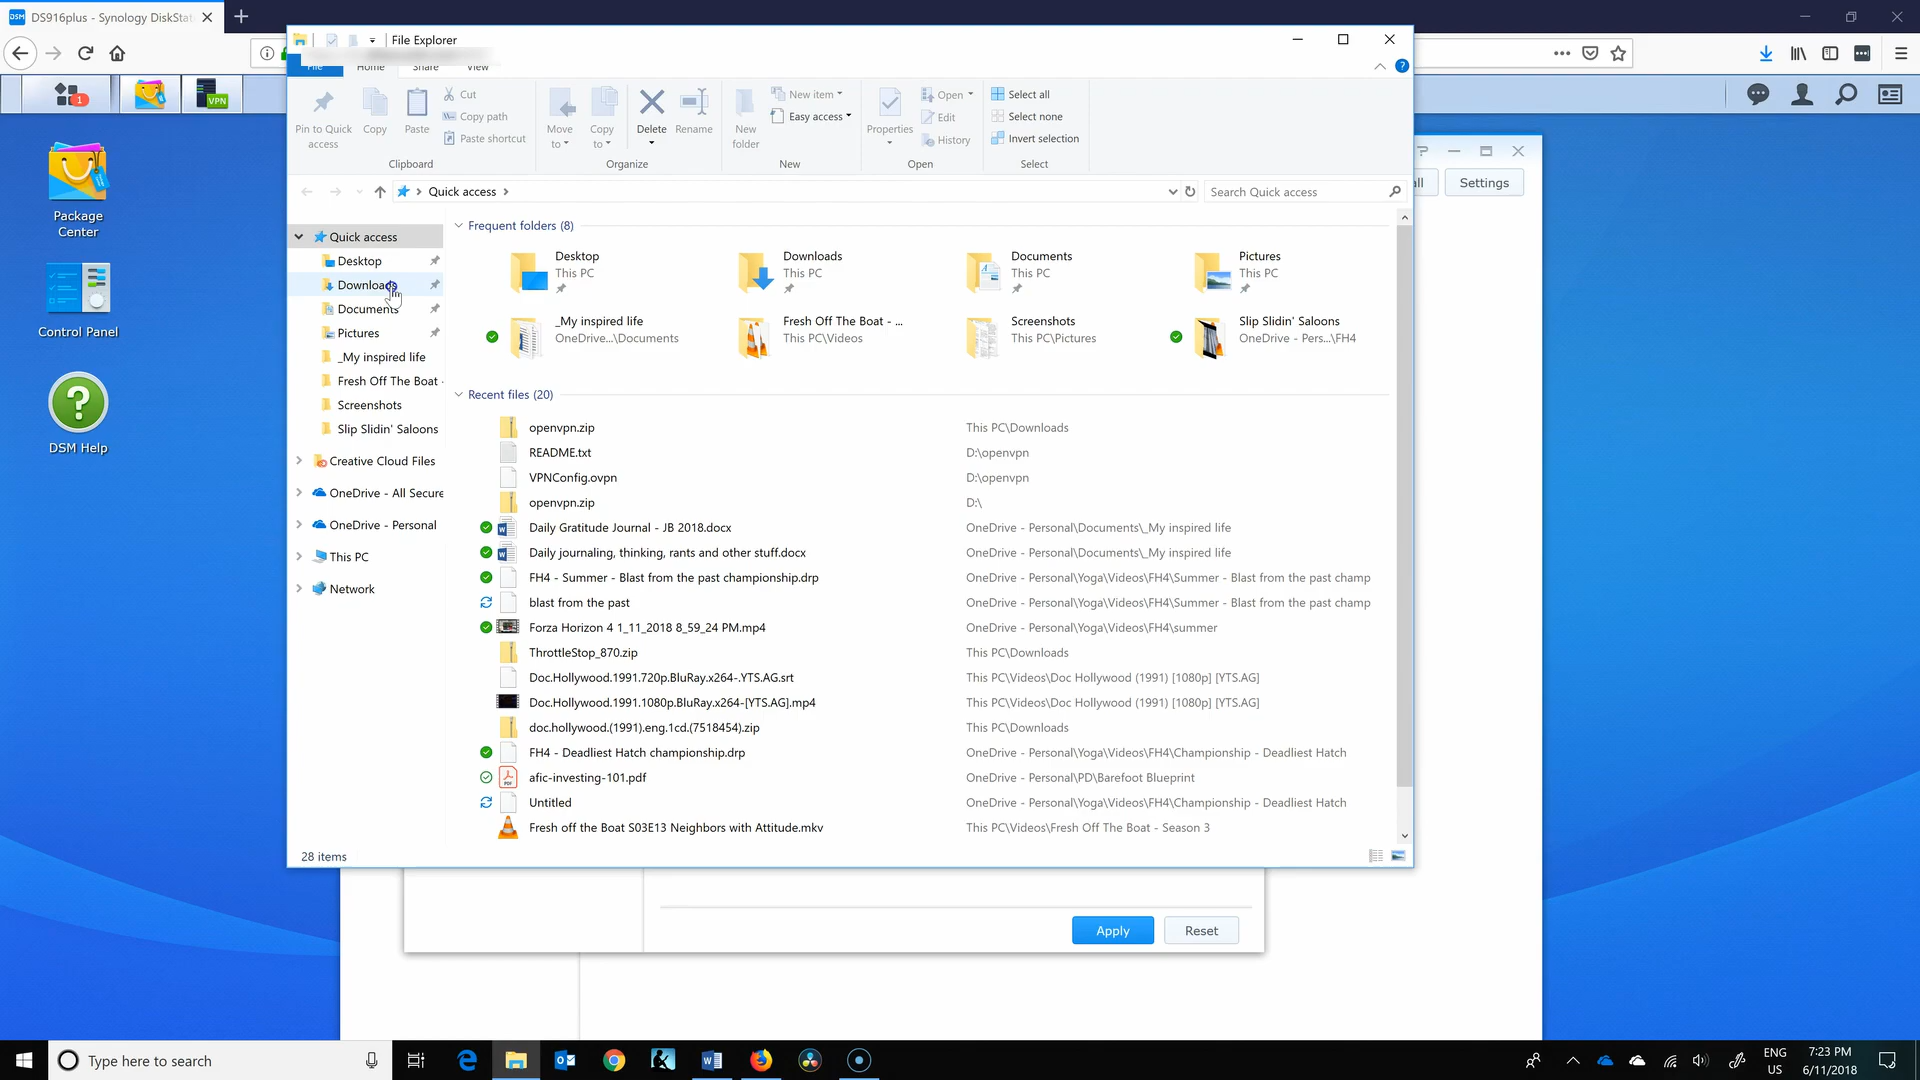 DSM
DS916plus - Synology DiskSta
File Explorer
File
Home
Share
View
1
VPN
Pin to Quick access
Copy
Paste
Cut
Copy path
Paste shortcut
Clipboard
Move to
Copy to
Delete
Rename
Organize
New folder
New item
Easy access
New
Properties
Open
Edit
History
Open
Select all
Select none
Invert selection
Select
Quick access
Search Quick access
all
Settings
Package Center
Control Panel
DSM Help
Quick access
Desktop
Downloads
Documents
Pictures
_My inspired life
Fresh Off The Boat -
Screenshots
Slip Slidin' Saloons
Creative Cloud Files
OneDrive - All Secure
OneDrive - Personal
This PC
Network
Frequent folders (8)
Desktop
This PC
Downloads
This PC
Documents
This PC
Pictures
This PC
_My inspired life
OneDrive...\Documents
Fresh Off The Boat - ...
This PC\Videos
Screenshots
This PC\Pictures
Slip Slidin' Saloons
OneDrive - Pers...\FH4
Recent files (20)
openvpn.zip This PC\Downloads
README.txt D:\openvpn
VPNConfig.ovpn D:\openvpn
openvpn.zip D:\
Daily Gratitude Journal - JB 2018.docx OneDrive - Personal\Documents\_My inspired life
Daily journaling, thinking, rants and other stuff.docx OneDrive - Personal\Documents\_My inspired life
FH4 - Summer - Blast from the past championship.drp OneDrive - Personal\Yoga\Videos\FH4\Summer - Blast from the past champ
blast from the past OneDrive - Personal\Yoga\Videos\FH4\Summer - Blast from the past champ
Forza Horizon 4 1_11_2018 8_59_24 PM.mp4 OneDrive - Personal\Yoga\Videos\FH4\summer
ThrottleStop_870.zip This PC\Downloads
Doc.Hollywood.1991.720p.BluRay.x264-.YTS.AG.srt This PC\Videos\Doc Hollywood (1991) [1080p] [YTS.AG]
Doc.Hollywood.1991.1080p.BluRay.x264-[YTS.AG].mp4 This PC\Videos\Doc Hollywood (1991) [1080p] [YTS.AG]
doc.hollywood.(1991).eng.1cd.(7518454).zip This PC\Downloads
FH4 - Deadliest Hatch championship.drp OneDrive - Personal\Yoga\Videos\FH4\Championship - Deadliest Hatch
afic-investing-101.pdf OneDrive - Personal\PD\Barefoot Blueprint
Untitled OneDrive - Personal\Yoga\Videos\FH4\Championship - Deadliest Hatch
Fresh off the Boat S03E13 Neighbors with Attitude.mkv This PC\Videos\Fresh Off The Boat - Season 3
28 items
Apply
Reset
Type here to search
ENG
US
7:23 PM
6/11/2018